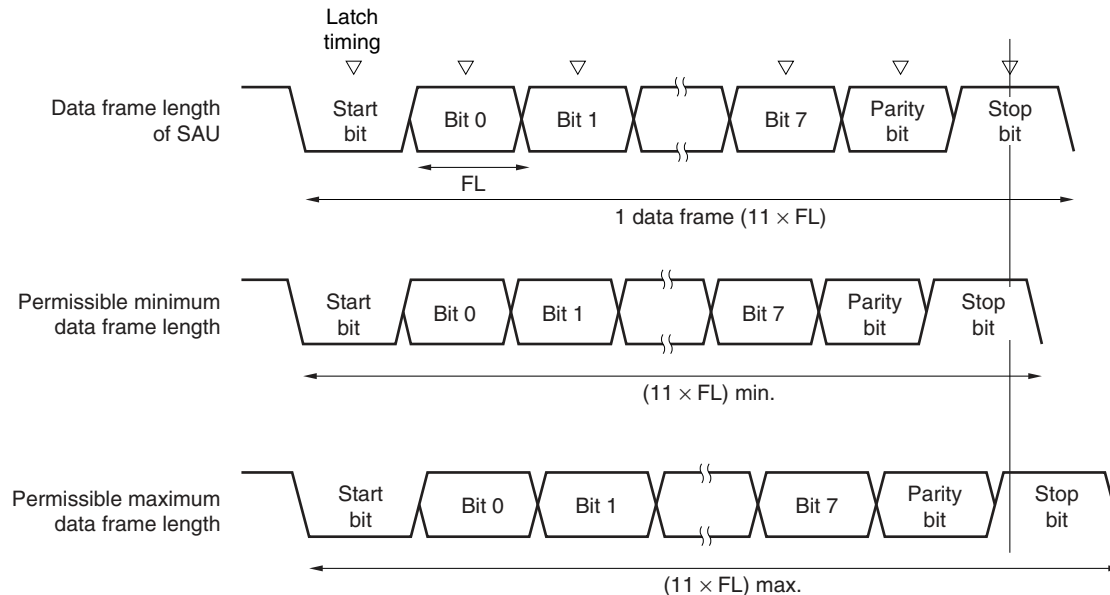 Latch
timing
Data frame length
of SAU
Start
bit
Bit 0
Bit 1
Bit 7
Parity
bit
Stop
bit
FL
1 data frame (11 × FL)
Permissible minimum
data frame length
Start
bit
Bit 0
Bit 1
Bit 7
Parity
bit
Stop
bit
(11 × FL) min.
Permissible maximum
data frame length
Start
bit
Bit 0
Bit 1
Bit 7
Parity
bit
Stop
bit
(11 × FL) max.